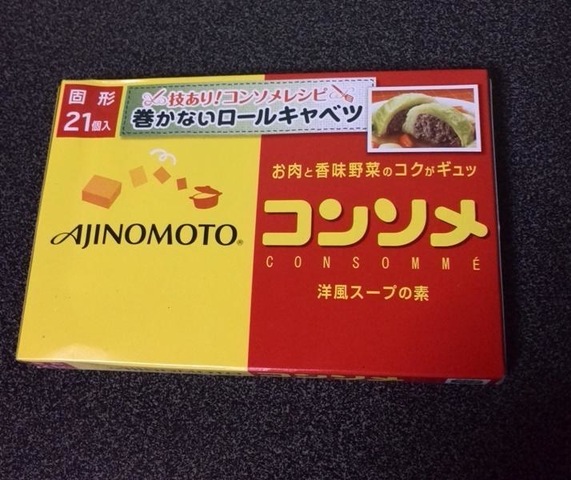 固形
21個入
技あり!コンソメレシピ
巻かないロールキャベツ
お肉と香味野菜のコクがギュッ
AJINOMOTO®
コンソメ
CONSOMMÉ
洋風スープの素